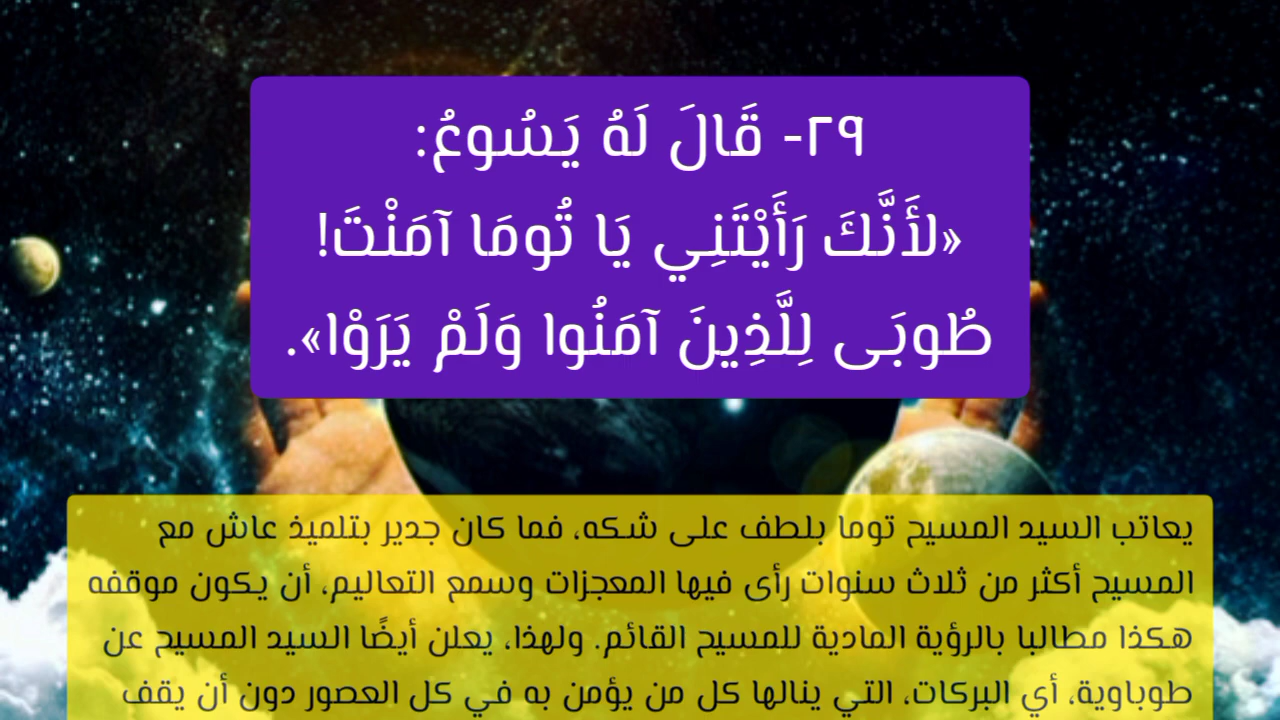 ٢٩- قَالَ لَهُ يَسُوعُ:
«لأَنَّكَ رَأَيْتَنِي يَا تُومَا آمَنْتَ!
طُوبَى لِلَّذِينَ آمَنُوا وَلَمْ يَرَوْا».
يعاتب السيد المسيح توما بلطف على شكه، فما كان جدير بتلميذ عاش مع
المسيح أكثر من ثلاث سنوات رأى فيها المعجزات وسمع التعاليم، أن يكون موقفه
هكذا مطالبا بالرؤية المادية للمسيح القائم. ولهذا، يعلن أيضًا السيد المسيح عن
طوباوية، أي البركات، التي ينالها كل من يؤمن به في كل العصور دون أن يقف